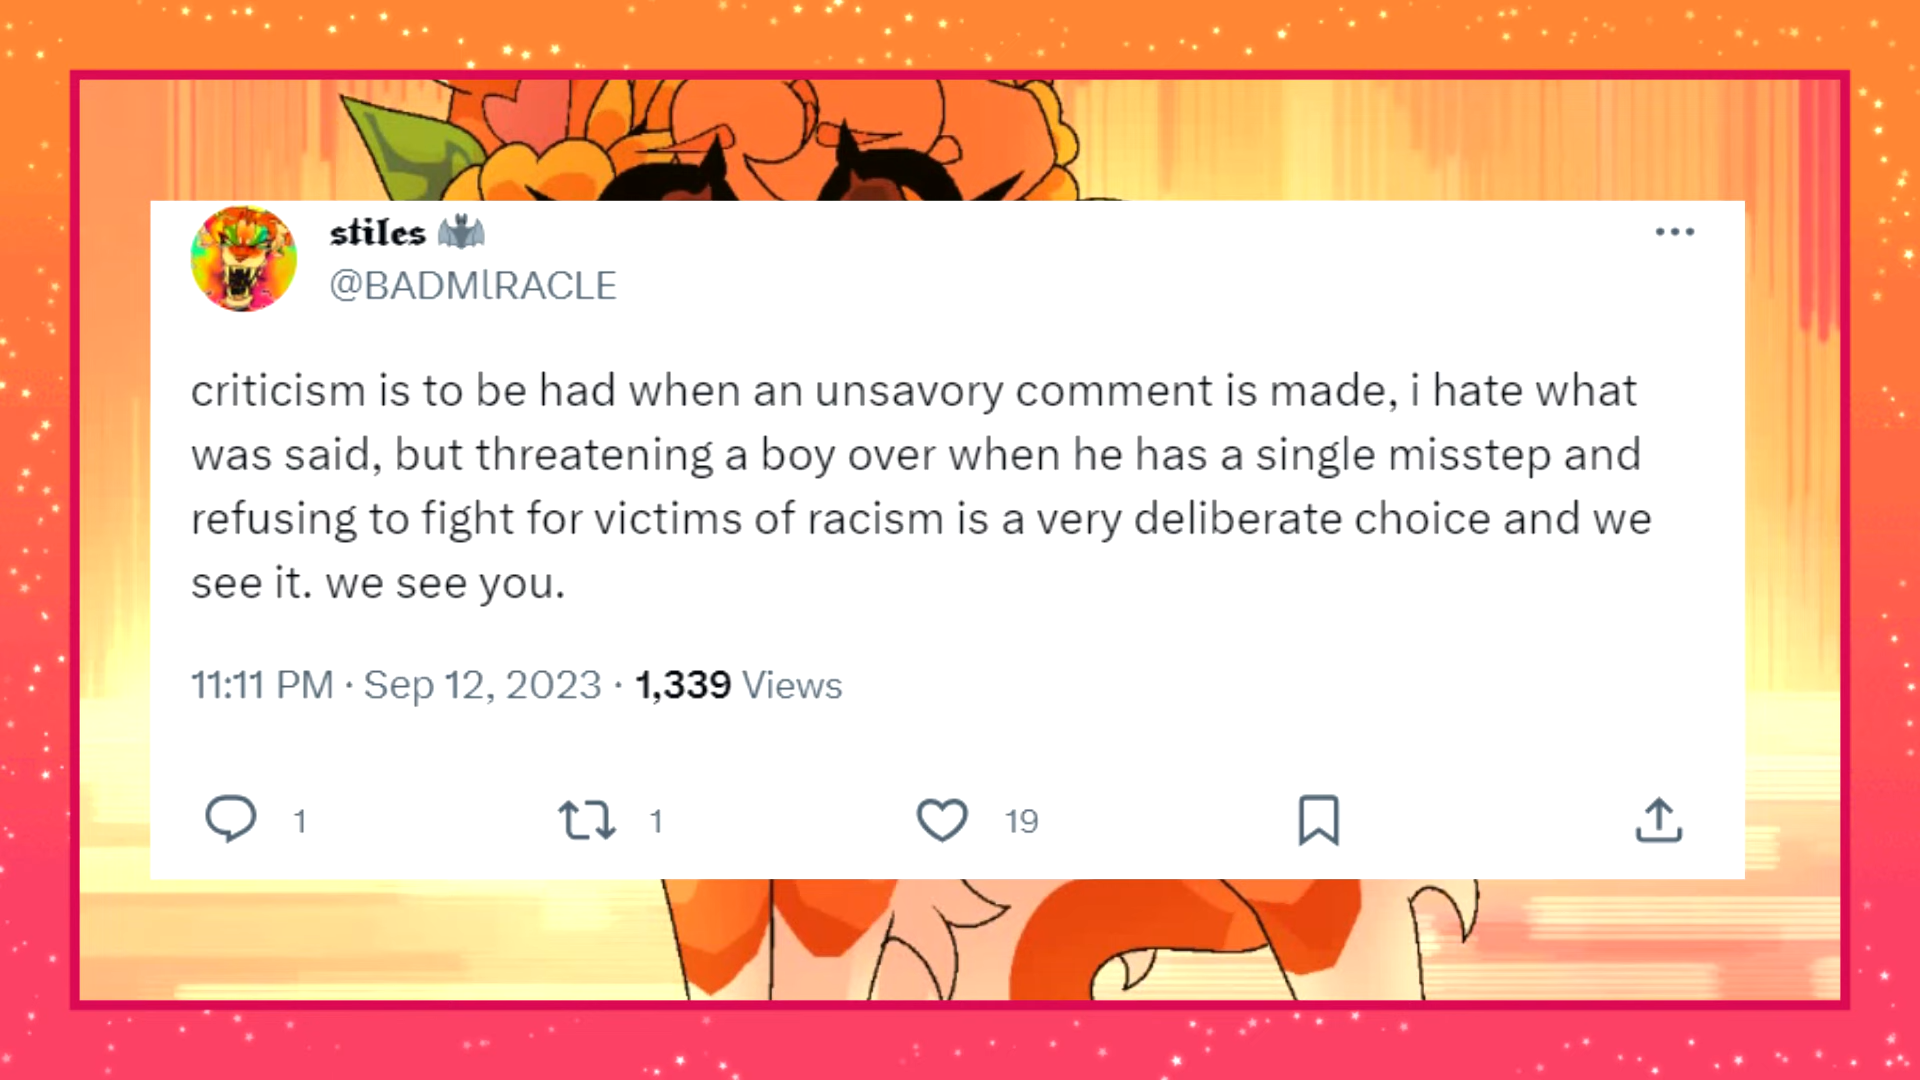 stiles 🦇
@BADMlRACLE
criticism is to be had when an unsavory comment is made, i hate what
was said, but threatening a boy over when he has a single misstep and
refusing to fight for victims of racism is a very deliberate choice and we
see it. we see you.
11:11 PM · Sep 12, 2023 · 1,339 Views
1 1 19